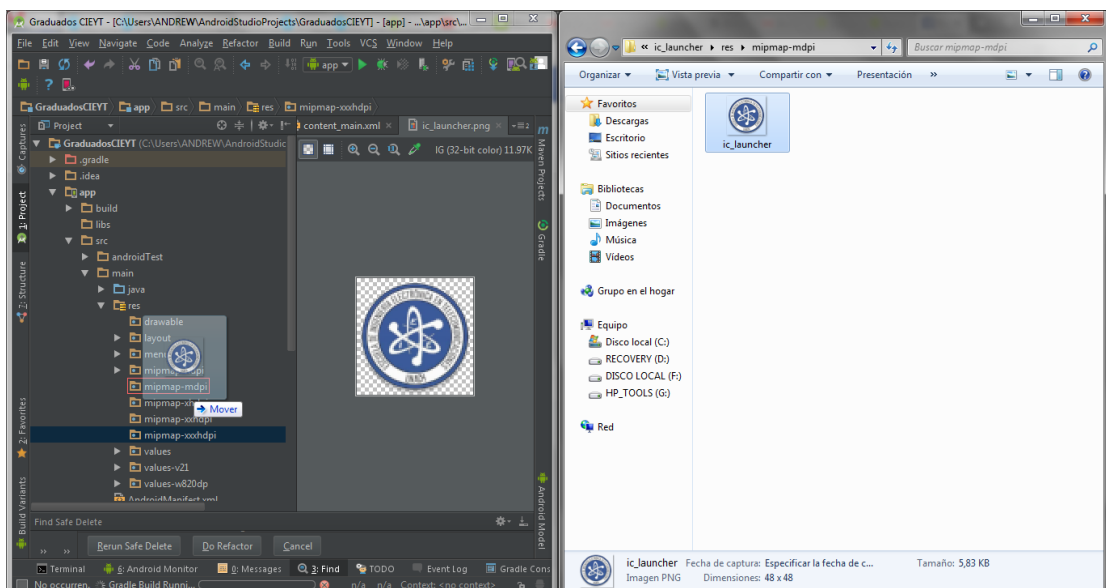 Graduados CIEYT - [C:\Users\ANDREW\AndroidStudioProjects\GraduadosCIEYT] - [app] - ...\app\src\...
File Edit View Navigate Code Analyze Refactor Build Run Tools VCS Window Help
app
GraduadosCIEYT app src main res mipmap-xxxhdpi
Project
content_main.xml
ic_launcher.png
2
GraduadosCIEYT (C:\Users\ANDREW\AndroidStudic
IG (32-bit color) 11.97K
.gradle
.idea
app
build
libs
src
androidTest
main
java
res
drawable
layout
menu
mipmap-mdpi
Mover
mipmap-xxhdpi
mipmap-xxxhdpi
values
values-v21
values-w820dp
AndroidManifest.xml
Captures
1: Project
7: Structure
2: Favorites
Build Variants
Maven Projects
Gradle
Android Model
Find Safe Delete
Rerun Safe Delete Do Refactor Cancel
Terminal 6: Android Monitor 0: Messages 3: Find TODO Event Log Gradle Cons
No occurren. Gradle Build Runni... n/a n/a Context: <no context>
« ic_launcher res mipmap-mdpi
Buscar mipmap-mdpi
Organizar Vista previa Compartir con Presentación »
Favoritos
Descargas
Escritorio
Sitios recientes
Bibliotecas
Documentos
Imágenes
Música
Vídeos
Grupo en el hogar
Equipo
Disco local (C:)
RECOVERY (D:)
DISCO LOCAL (F:)
HP_TOOLS (G:)
Red
ic_launcher
ic_launcher Fecha de captura: Especificar la fecha de c... Tamaño: 5,83 KB
Imagen PNG Dimensiones: 48 x 48